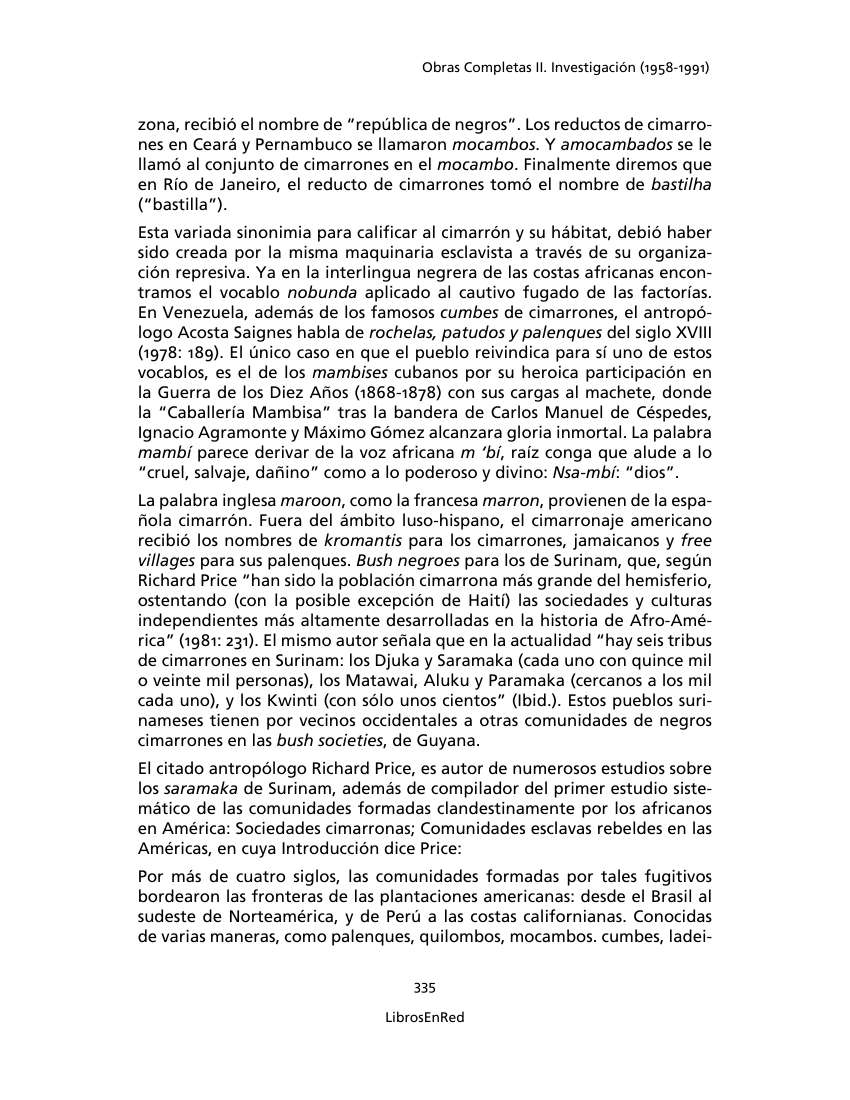 Obras Completas II. Investigación (1958-1991)
zona, recibió el nombre de “república de negros”. Los reductos de cimarro-
nes en Ceará y Pernambuco se llamaron mocambos. Y amocambados se le
llamó al conjunto de cimarrones en el mocambo. Finalmente diremos que
en Río de Janeiro, el reducto de cimarrones tomó el nombre de bastilha
(“bastilla”).
Esta variada sinonimia para calificar al cimarrón y su hábitat, debió haber
sido creada por la misma maquinaria esclavista a través de su organiza-
ción represiva. Ya en la interlingua negrera de las costas africanas encon-
tramos el vocablo nobunda aplicado al cautivo fugado de las factorías.
En Venezuela, además de los famosos cumbes de cimarrones, el antropó-
logo Acosta Saignes habla de rochelas, patudos y palenques del siglo XVIII
(1978: 189). El único caso en que el pueblo reivindica para sí uno de estos
vocablos, es el de los mambises cubanos por su heroica participación en
la Guerra de los Diez Años (1868-1878) con sus cargas al machete, donde
la “Caballería Mambisa” tras la bandera de Carlos Manuel de Céspedes,
Ignacio Agramonte y Máximo Gómez alcanzara gloria inmortal. La palabra
mambí parece derivar de la voz africana m ‘bí, raíz conga que alude a lo
“cruel, salvaje, dañino” como a lo poderoso y divino: Nsa-mbí: “dios”.
La palabra inglesa maroon, como la francesa marron, provienen de la espa-
ñola cimarrón. Fuera del ámbito luso-hispano, el cimarronaje americano
recibió los nombres de kromantis para los cimarrones, jamaicanos y free
villages para sus palenques. Bush negroes para los de Surinam, que, según
Richard Price “han sido la población cimarrona más grande del hemisferio,
ostentando (con la posible excepción de Haití) las sociedades y culturas
independientes más altamente desarrolladas en la historia de Afro-Amé-
rica” (1981: 231). El mismo autor señala que en la actualidad “hay seis tribus
de cimarrones en Surinam: los Djuka y Saramaka (cada uno con quince mil
o veinte mil personas), los Matawai, Aluku y Paramaka (cercanos a los mil
cada uno), y los Kwinti (con sólo unos cientos” (Ibid.). Estos pueblos suri-
nameses tienen por vecinos occidentales a otras comunidades de negros
cimarrones en las bush societies, de Guyana.
El citado antropólogo Richard Price, es autor de numerosos estudios sobre
los saramaka de Surinam, además de compilador del primer estudio siste-
mático de las comunidades formadas clandestinamente por los africanos
en América: Sociedades cimarronas; Comunidades esclavas rebeldes en las
Américas, en cuya Introducción dice Price:
Por más de cuatro siglos, las comunidades formadas por tales fugitivos
bordearon las fronteras de las plantaciones americanas: desde el Brasil al
sudeste de Norteamérica, y de Perú a las costas californianas. Conocidas
de varias maneras, como palenques, quilombos, mocambos. cumbes, ladei-
335
LibrosEnRed